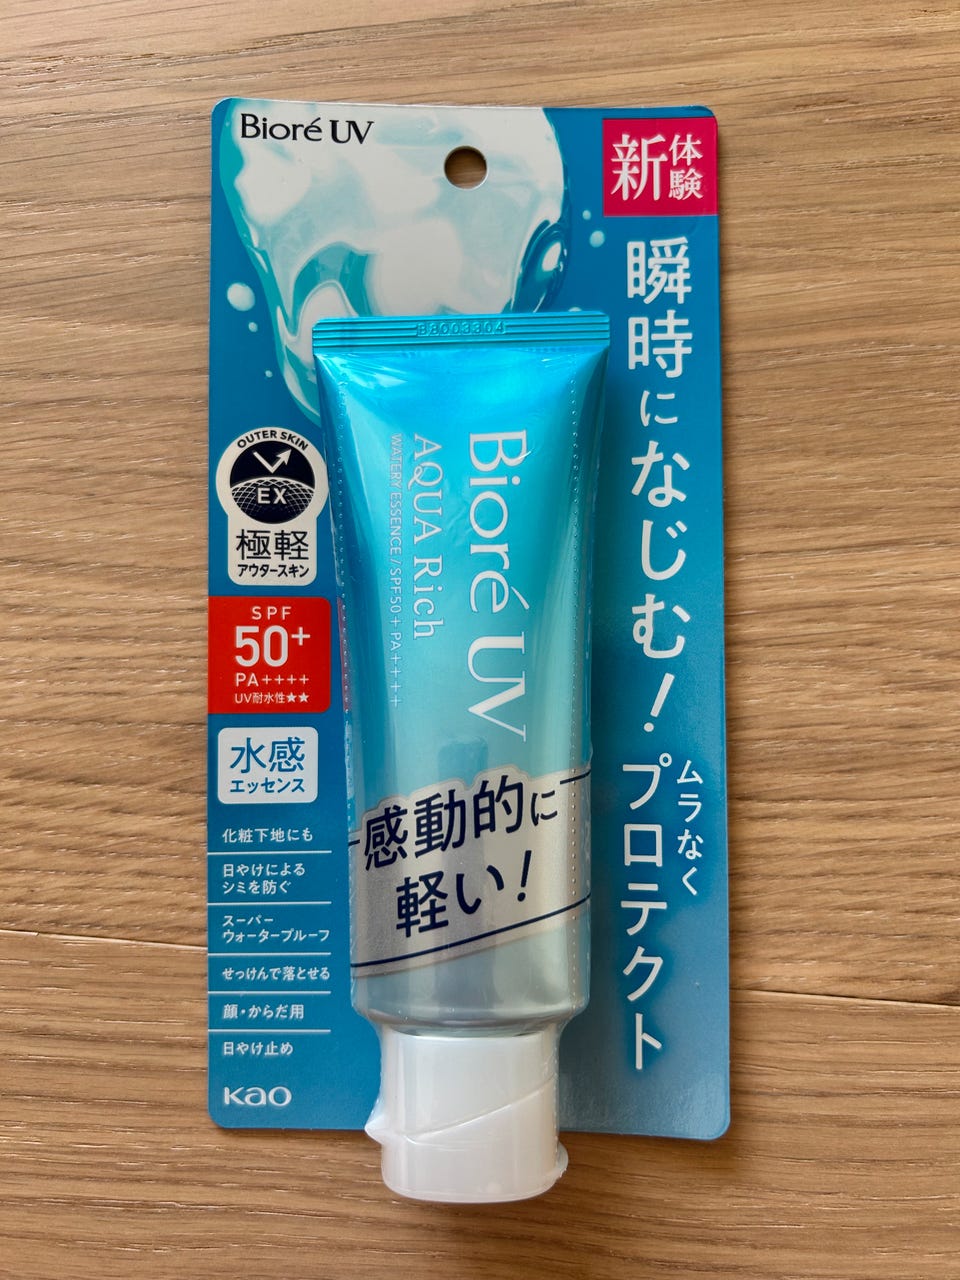 Bioré UV
新体験
瞬時になじむ!
ムラなく
プロテクト
33003304
Bioré UV
AQUA Rich
WATERY ESSENCE / SPF50+ PA++++
感動的に
軽い!
OUTER SKIN
EX
極軽
アウタースキン
SPF
50+
PA++++
UV耐水性★★
水感
エッセンス
化粧下地にも
日やけによる
シミを防ぐ
スーパー
ウォータープルーフ
せっけんで落とせる
顔・からだ用
日やけ止め
Kao